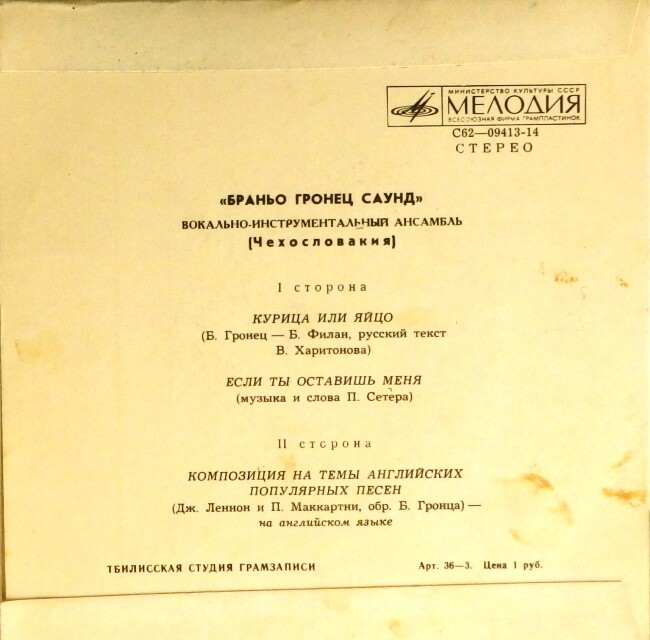 МИНИСТЕРСТВО КУЛЬТУРЫ СССР
МЕЛОДИЯ
ВСЕСОЮЗНАЯ ФИРМА ГРАМПЛАСТИНОК
С62—09413-14
СТЕРЕО
«БРАНЬО ГРОНЕЦ САУНД»
ВОКАЛЬНО-ИНСТРУМЕНТАЛЬНЫЙ АНСАМБЛЬ
(Чехословакия)
I сторона
КУРИЦА ИЛИ ЯЙЦО
(Б. Гронец — Б. Филан, русский текст
В. Харитонова)
ЕСЛИ ТЫ ОСТАВИШЬ МЕНЯ
(музыка и слова П. Сетера)
II сторона
КОМПОЗИЦИЯ НА ТЕМЫ АНГЛИЙСКИХ
ПОПУЛЯРНЫХ ПЕСЕН
(Дж. Леннон и П. Маккартни, обр. Б. Гронца) —
на английском языке
ТБИЛИССКАЯ СТУДИЯ ГРАМЗАПИСИ Арт. 36—3. Цена 1 руб.